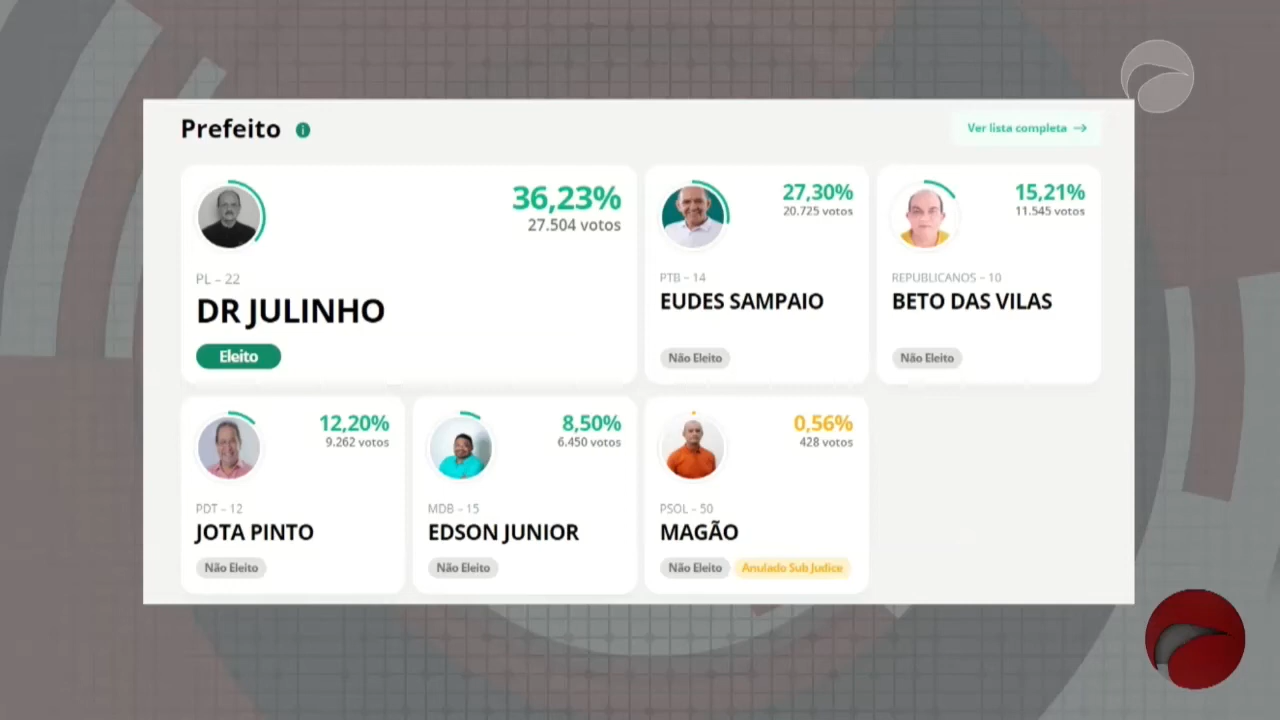 Prefeito
Ver lista completa
36,23%
27.504 votos
PL – 22
DR JULINHO
Eleito
27,30%
20.725 votos
PTB – 14
EUDES SAMPAIO
Não Eleito
15,21%
11.545 votos
REPUBLICANOS – 10
BETO DAS VILAS
Não Eleito
12,20%
9.262 votos
PDT – 12
JOTA PINTO
Não Eleito
8,50%
6.450 votos
MDB – 15
EDSON JUNIOR
Não Eleito
0,56%
428 votos
PSOL – 50
MAGÃO
Não Eleito Anulado Sub Judice